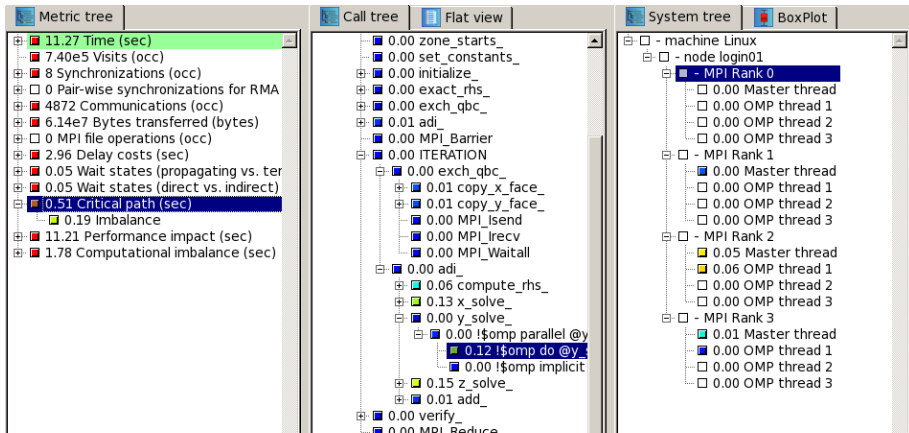 Metric tree
11.27 Time (sec)
7.40e5 Visits (occ)
8 Synchronizations (occ)
0 Pair-wise synchronizations for RMA
4872 Communications (occ)
6.14e7 Bytes transferred (bytes)
0 MPI file operations (occ)
2.96 Delay costs (sec)
0.05 Wait states (propagating vs. ter
0.05 Wait states (direct vs. indirect)
0.51 Critical path (sec)
0.19 Imbalance
11.21 Performance impact (sec)
1.78 Computational imbalance (sec)
Call tree Flat view
0.00 zone_starts_
0.00 set_constants_
0.00 initialize_
0.00 exact_rhs_
0.00 exch_qbc_
0.01 adi_
0.00 MPI_Barrier
0.00 ITERATION
0.00 exch_qbc_
0.01 copy_x_face_
0.01 copy_y_face_
0.00 MPI_Isend
0.00 MPI_Irecv
0.00 MPI_Waitall
0.00 adi_
0.06 compute_rhs_
0.13 x_solve_
0.00 y_solve_
0.00 !$omp parallel @y
0.12 !$omp do @y_s
0.00 !$omp implicit
0.15 z_solve_
0.01 add_
0.00 verify_
0.00 MPI_Reduce
System tree BoxPlot
- machine Linux
- node login01
- MPI Rank 0
0.00 Master thread
0.00 OMP thread 1
0.00 OMP thread 2
0.00 OMP thread 3
- MPI Rank 1
0.00 Master thread
0.00 OMP thread 1
0.00 OMP thread 2
0.00 OMP thread 3
- MPI Rank 2
0.05 Master thread
0.06 OMP thread 1
0.00 OMP thread 2
0.00 OMP thread 3
- MPI Rank 3
0.01 Master thread
0.00 OMP thread 1
0.00 OMP thread 2
0.00 OMP thread 3